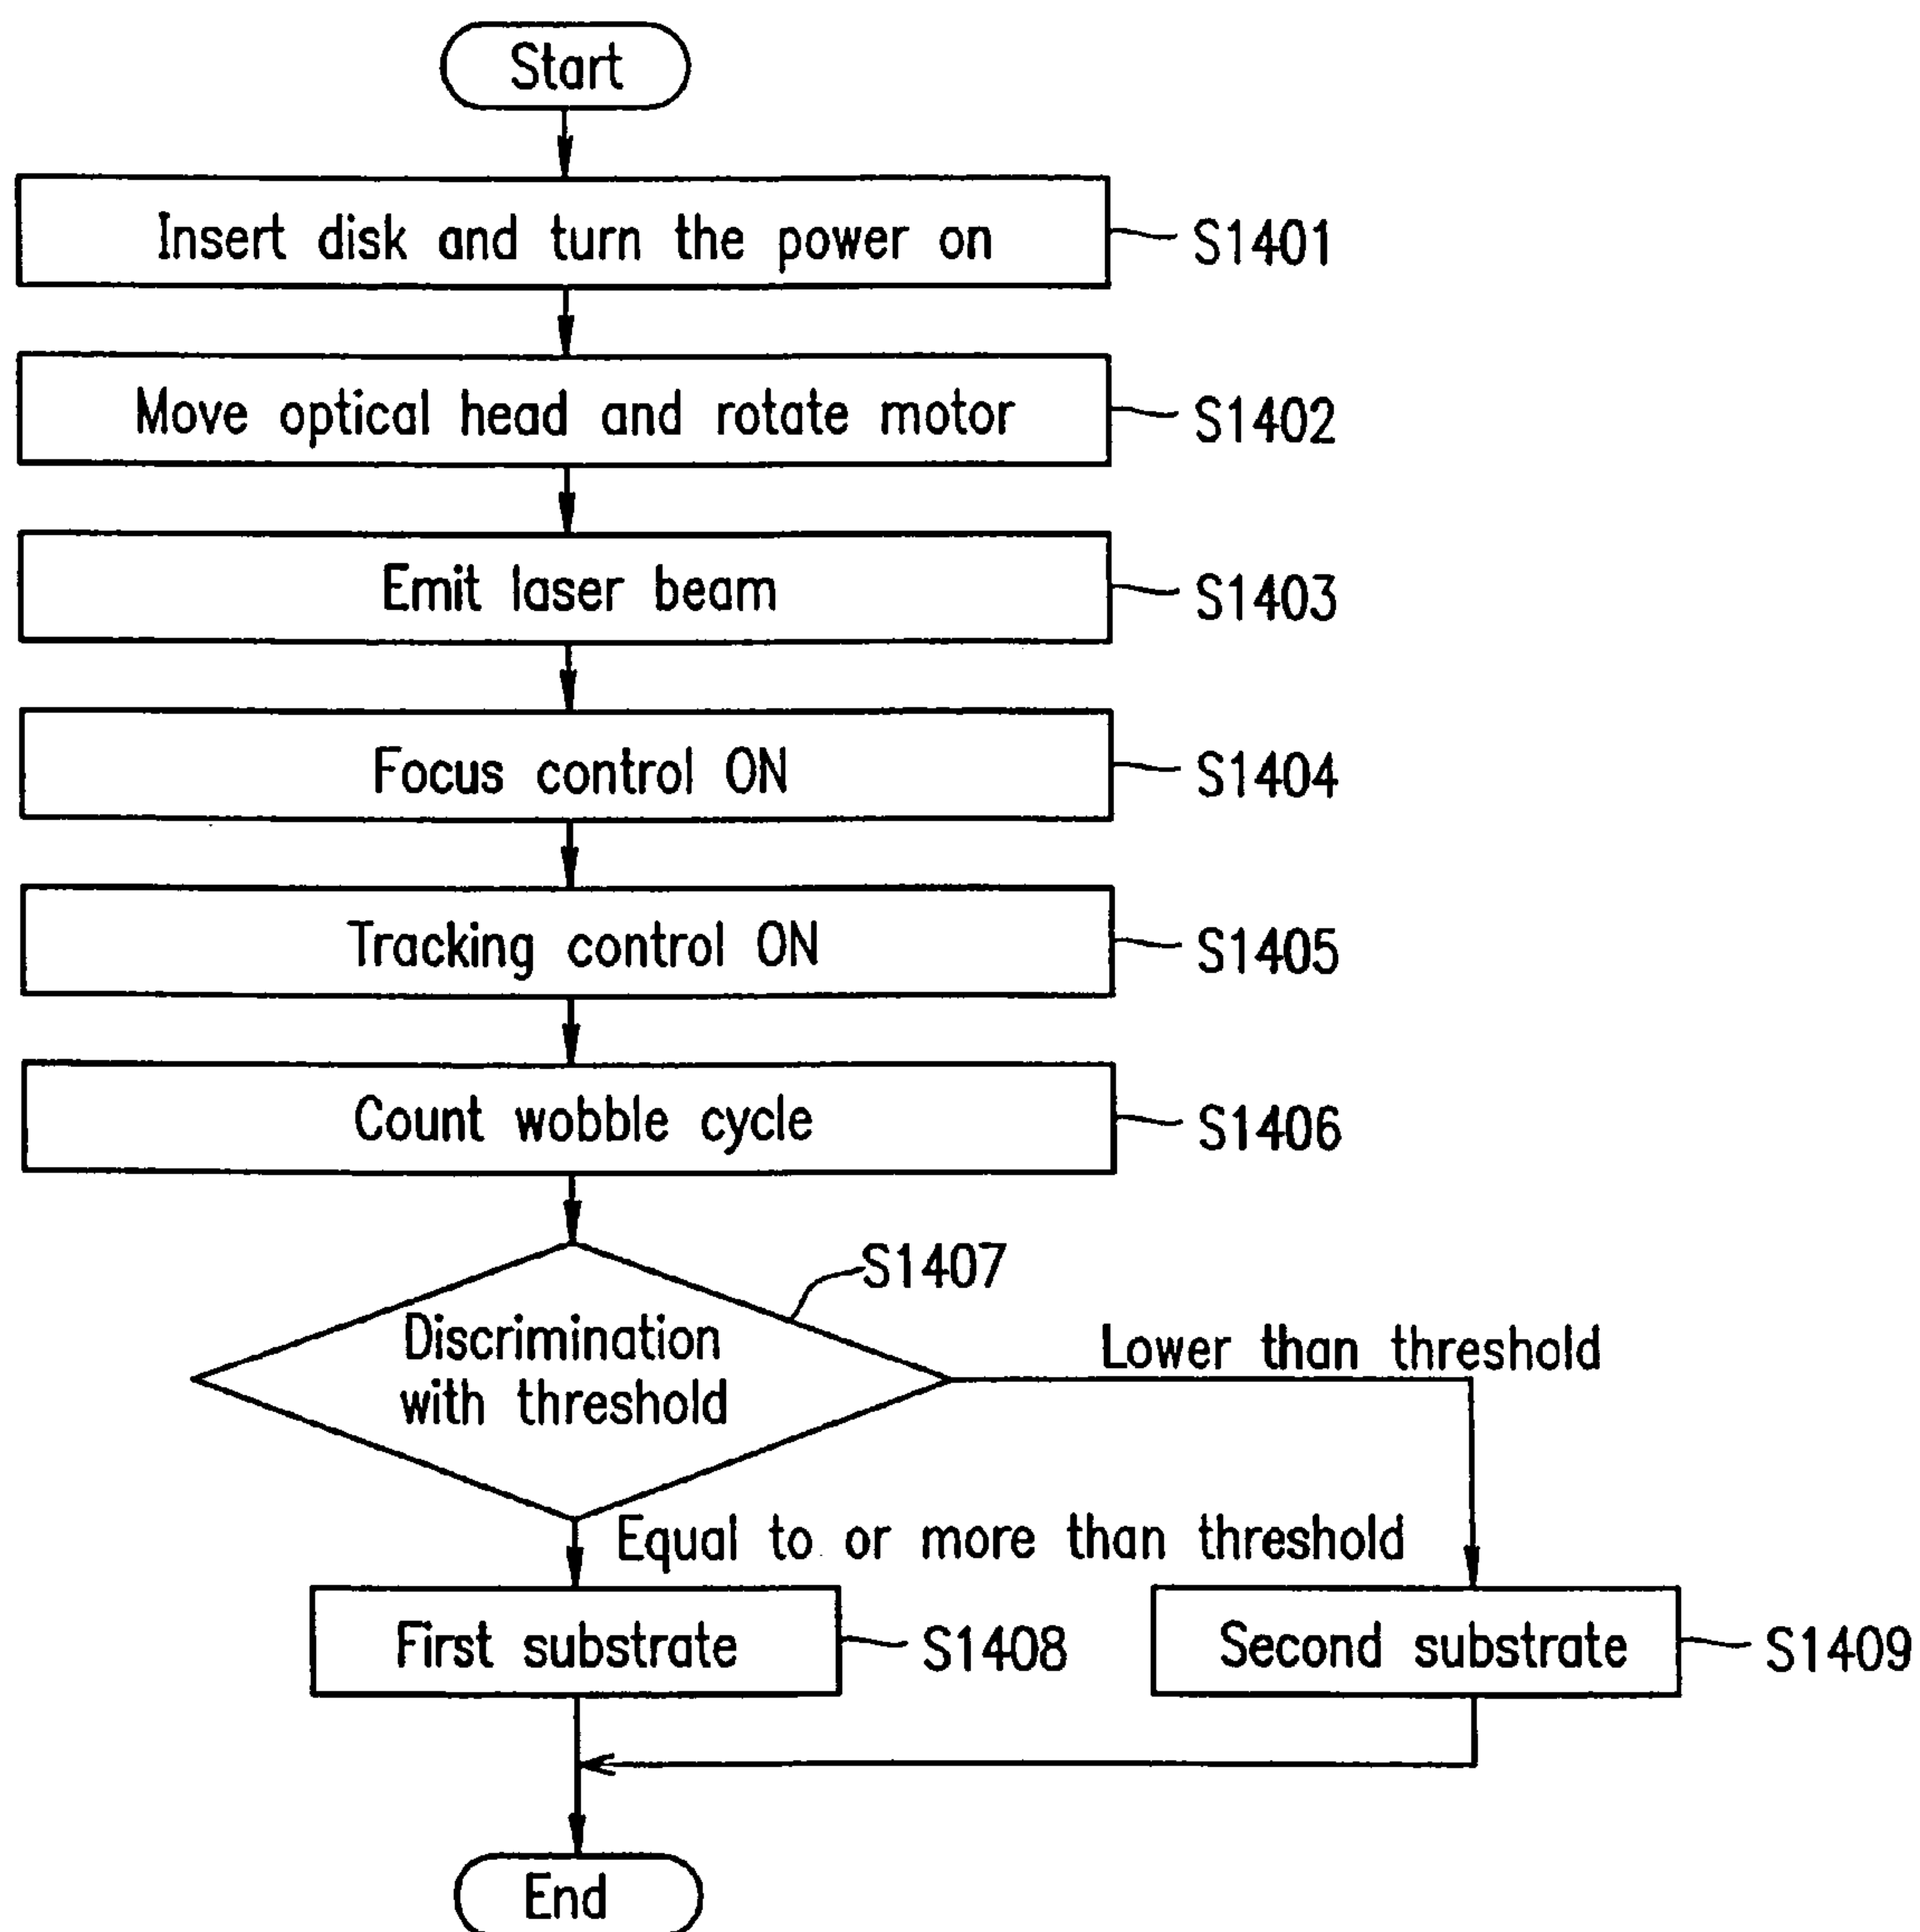 Start
Insert disk and turn the power on
S1401
Move optical head and rotate motor
S1402
Emit laser beam
S1403
Focus control ON
S1404
Tracking control ON
S1405
Count wobble cycle
S1406
S1407
Discrimination
with threshold
Lower than threshold
Equal to or more than threshold
First substrate
S1408
Second substrate
S1409
End